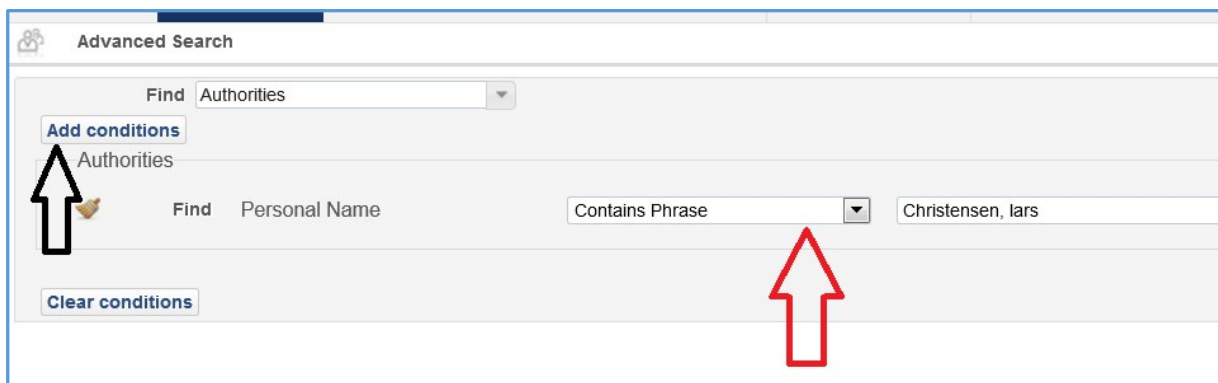 Advanced Search
Find Authorities
Add conditions
Authorities
Find Personal Name Contains Phrase Christensen, lars
Clear conditions